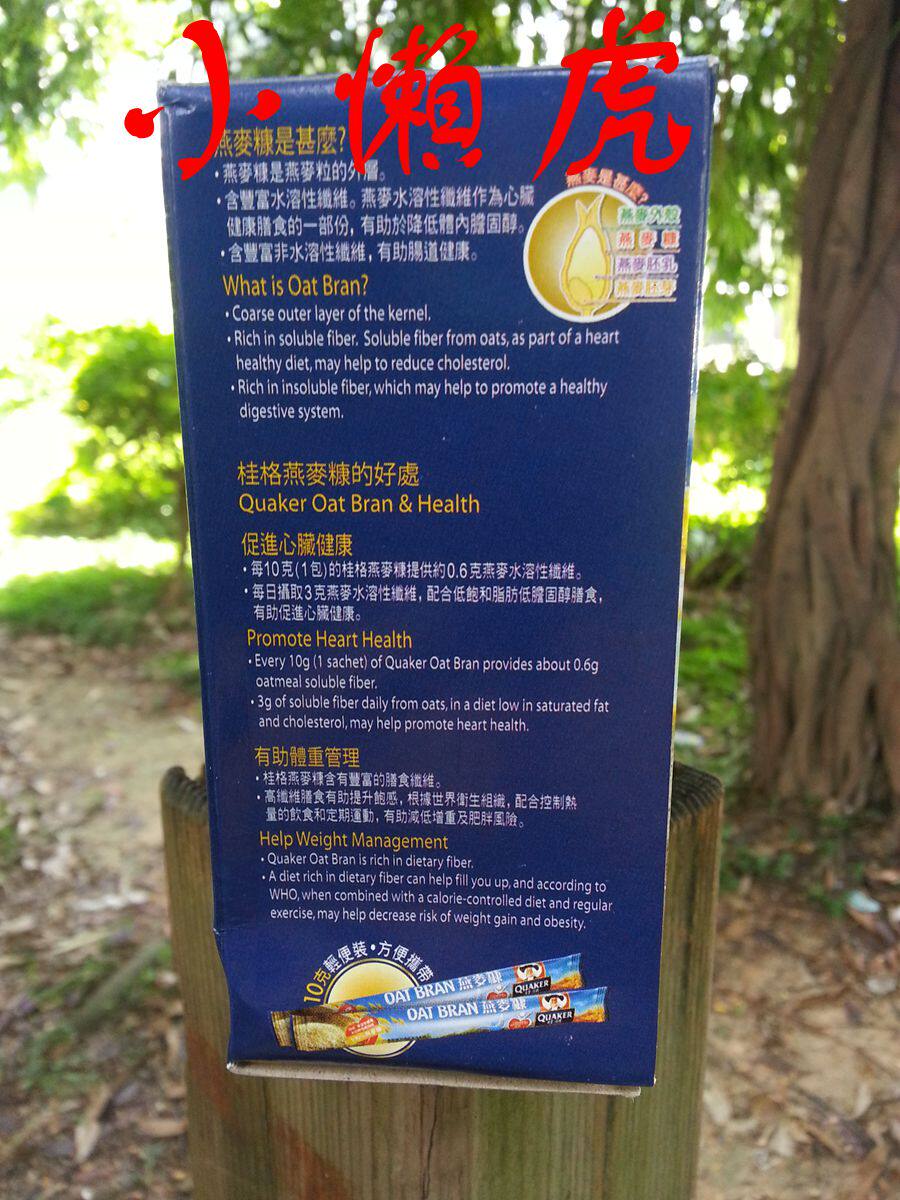 小懶虎
燕麥糠是甚麼?
•燕麥糠是燕麥粒的外層。
•含豐富水溶性纖維。燕麥水溶性纖維作為心臟
健康膳食的一部份，有助於降低體內膽固醇。
•含豐富非水溶性纖維，有助腸道健康。
燕麥是甚麼?
燕麥外殼
燕麥糠
燕麥胚乳
燕麥胚芽
What is Oat Bran?
•Coarse outer layer of the kernel.
•Rich in soluble fiber. Soluble fiber from oats, as part of a heart
healthy diet, may help to reduce cholesterol.
•Rich in insoluble fiber, which may help to promote a healthy
digestive system.
桂格燕麥糠的好處
Quaker Oat Bran & Health
促進心臟健康
•每10克(1包)的桂格燕麥糠提供約0.6克燕麥水溶性纖維。
•每日攝取3克燕麥水溶性纖維，配合低飽和脂肪低膽固醇膳食，
有助促進心臟健康。
Promote Heart Health
•Every 10g (1 sachet) of Quaker Oat Bran provides about 0.6g
oatmeal soluble fiber.
•3g of soluble fiber daily from oats, in a diet low in saturated fat
and cholesterol, may help promote heart health.
有助體重管理
•桂格燕麥糠含有豐富的膳食纖維。
•高纖維膳食有助提升飽感，根據世界衛生組織，配合控制熱
量的飲食和定期運動，有助減低增重及肥胖風險。
Help Weight Management
•Quaker Oat Bran is rich in dietary fiber.
•A diet rich in dietary fiber can help fill you up, and according to
WHO, when combined with a calorie-controlled diet and regular
exercise, may help decrease risk of weight gain and obesity.
10克輕便裝•方便攜帶
OAT BRAN 燕麥糠 QUAKER
OAT BRAN 燕麥糠 QUAKER